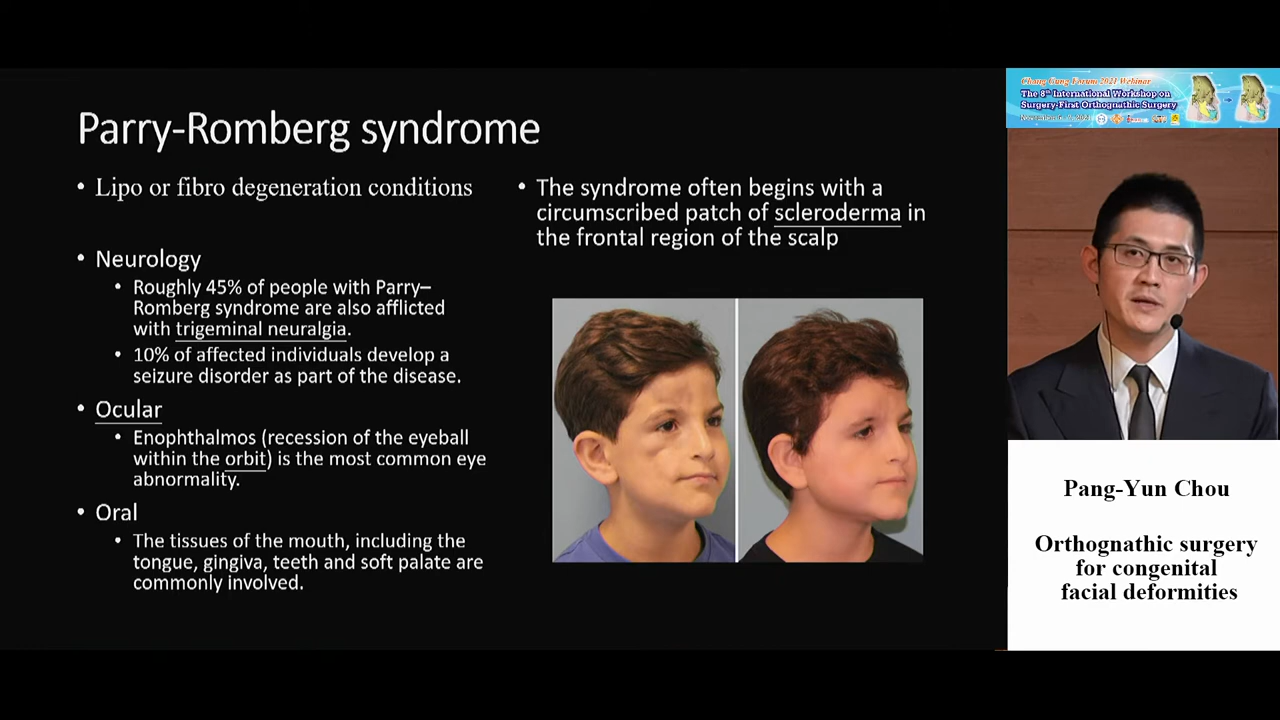 Parry-Romberg syndrome
• Lipo or fibro degeneration conditions
• Neurology
• Roughly 45% of people with Parry–
Romberg syndrome are also afflicted
with trigeminal neuralgia.
• 10% of affected individuals develop a
seizure disorder as part of the disease.
• Ocular
• Enophthalmos (recession of the eyeball
within the orbit) is the most common eye
abnormality.
• Oral
• The tissues of the mouth, including the
tongue, gingiva, teeth and soft palate are
commonly involved.
• The syndrome often begins with a
circumscribed patch of scleroderma in
the frontal region of the scalp
Chang Gung Forum 2021 Webinar
The 8th International Workshop on
Surgery-First Orthognathic Surgery
Pang-Yun Chou
Orthognathic surgery
for congenital
facial deformities